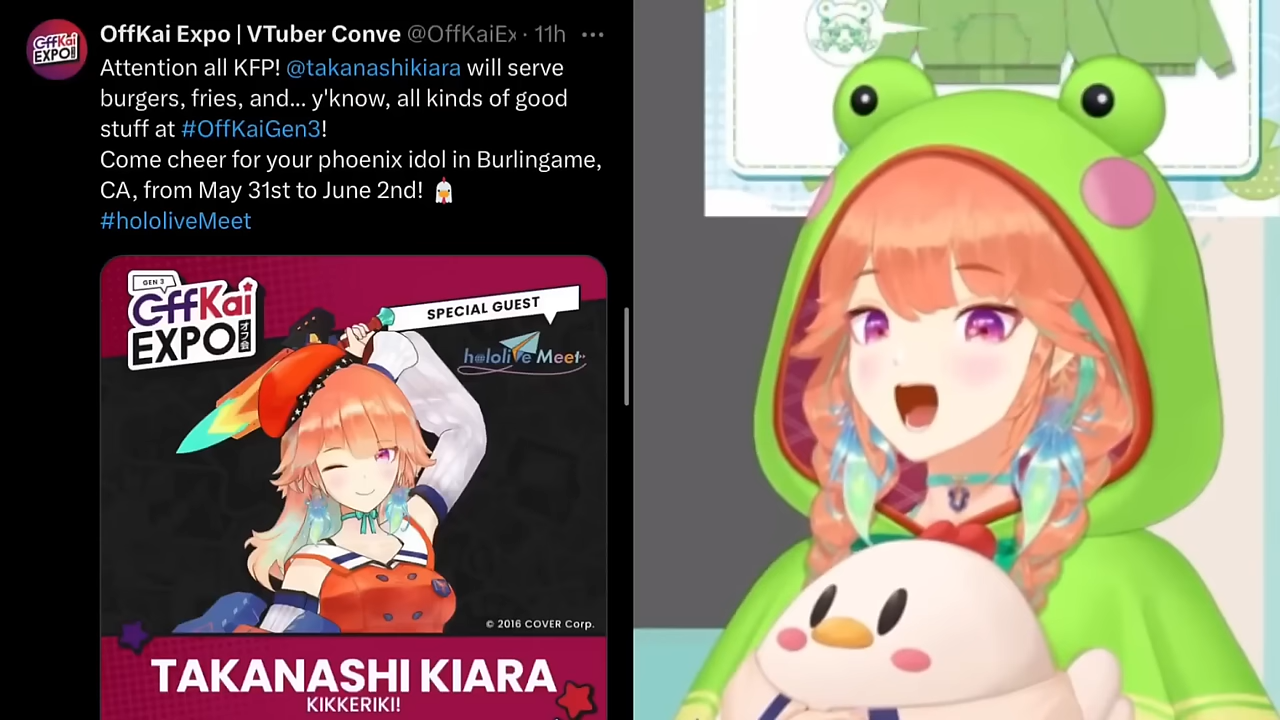 OffKai Expo | VTuber Conve @OffKaiEx · 11h ...
Attention all KFP! @takanashikiara will serve
burgers, fries, and... y'know, all kinds of good
stuff at #OffKaiGen3!
Come cheer for your phoenix idol in Burlingame,
CA, from May 31st to June 2nd! 🐔
#hololiveMeet
GEN 3
OffKai
EXPO!
オフ会
SPECIAL GUEST
hololive Meet
© 2016 COVER Corp.
TAKANASHI KIARA
KIKKERIKI!
OffKai
EXPO!